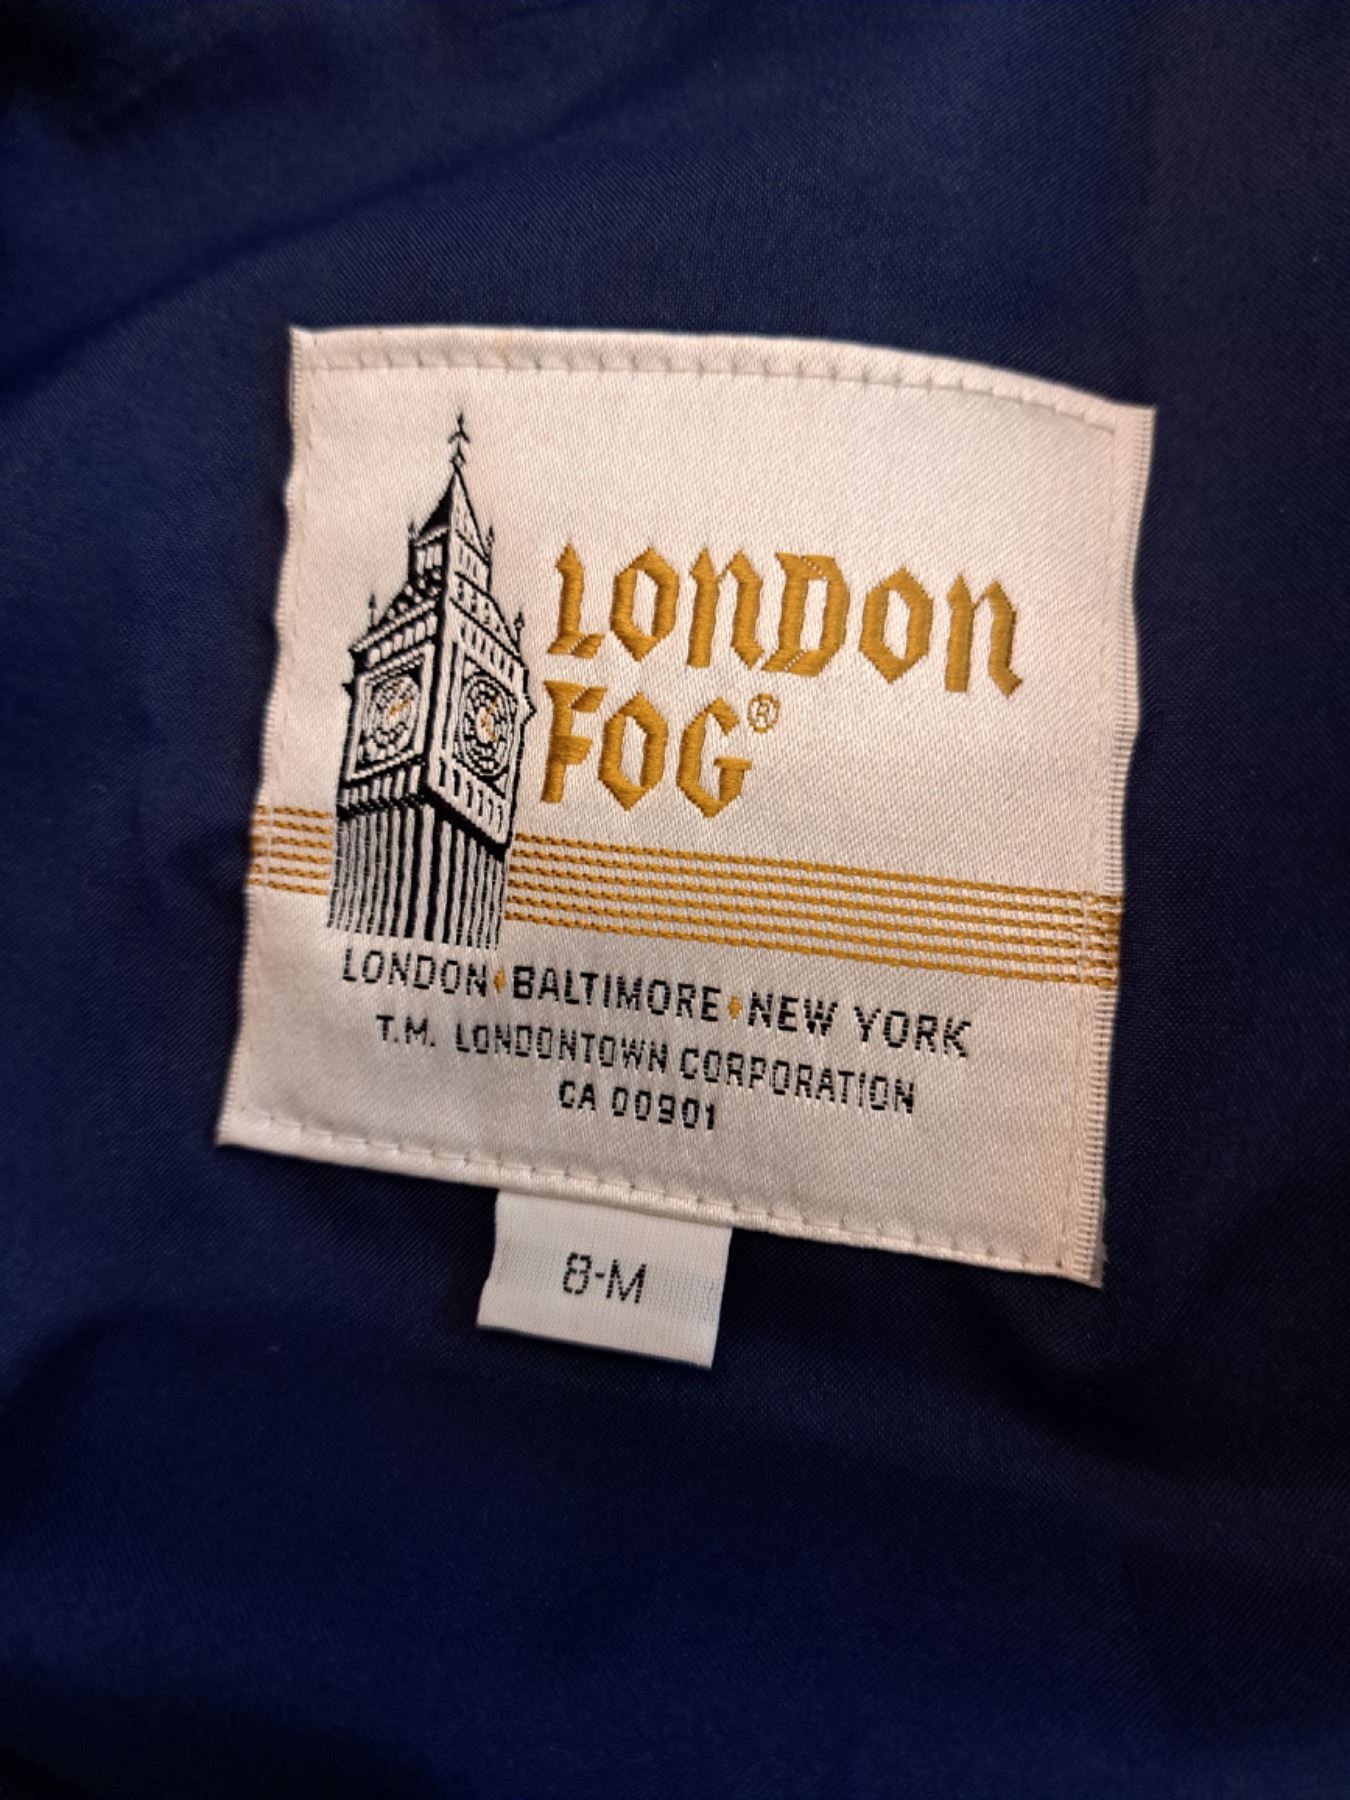 LONDON
FOG®
LONDON♦BALTIMORE♦NEW YORK
T.M. LONDONTOWN CORPORATION
CA 00901
8-M